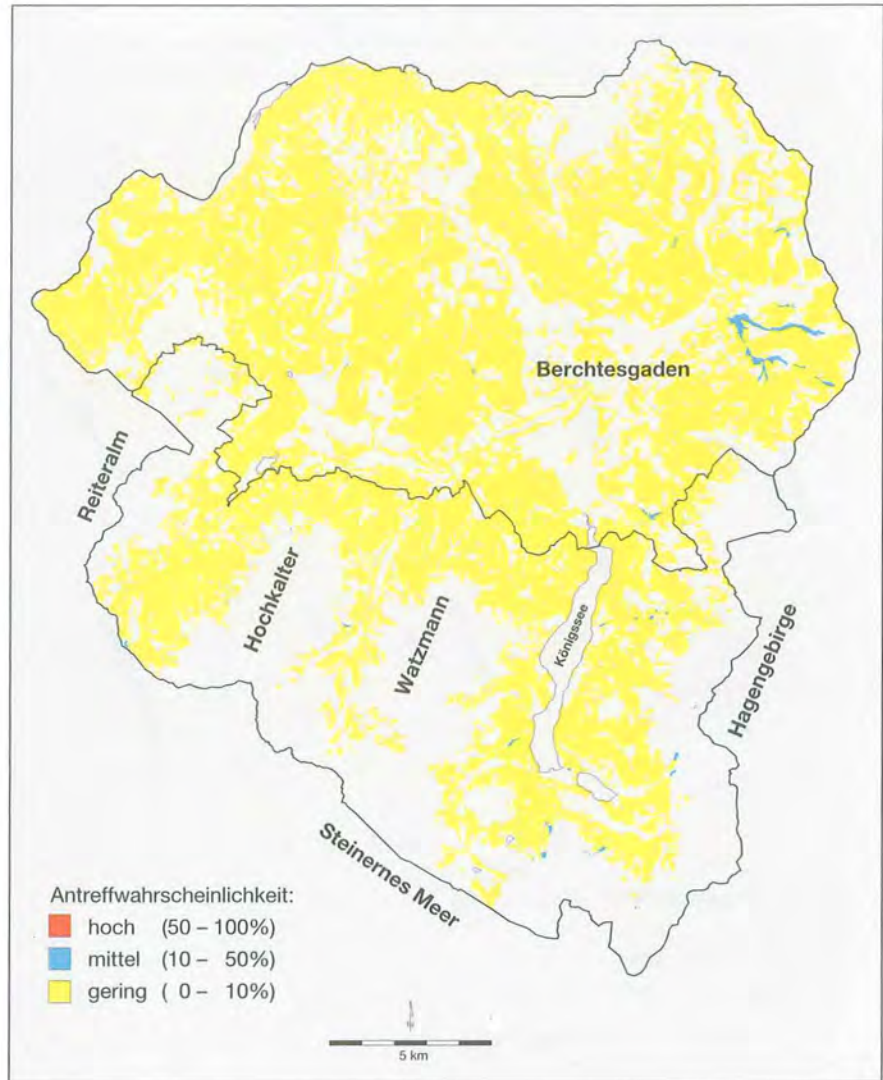 Berchtesgaden
Reiteralm
Hochkalter
Watzmann
Königssee
Hagengebirge
Steinernes Meer
Antreffwahrscheinlichkeit:
hoch (50 – 100%)
mittel (10 – 50%)
gering ( 0 – 10%)
5 km